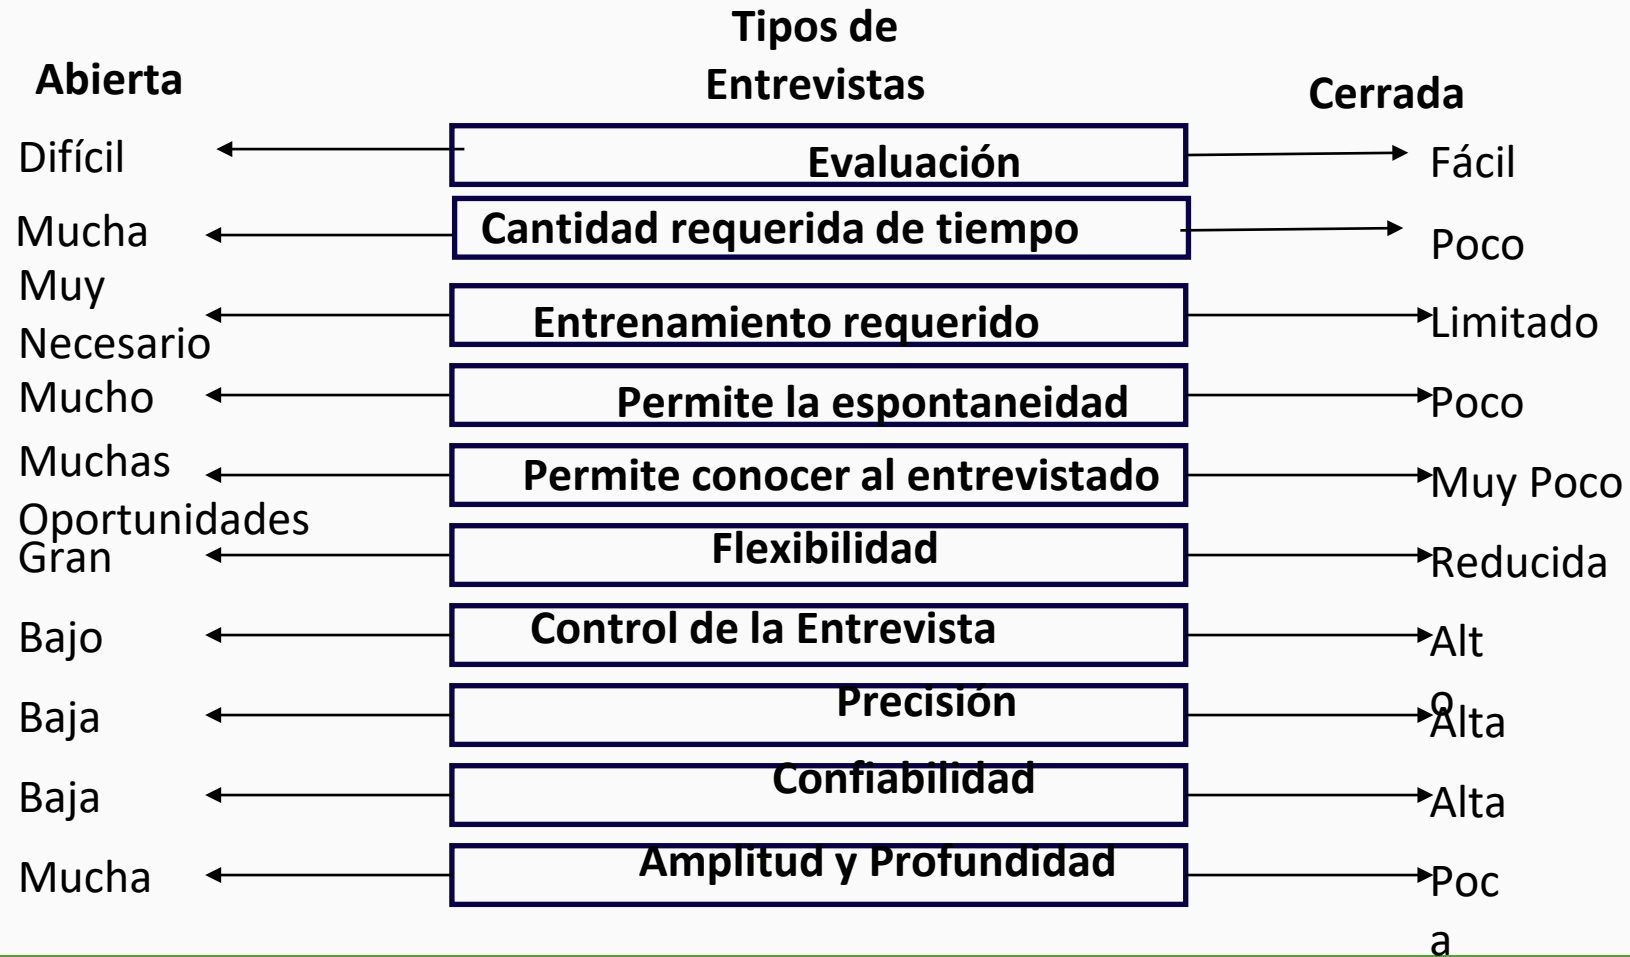 Tipos de
Entrevistas
Abierta
Cerrada
Difícil
Evaluación
Fácil
Mucha
Cantidad requerida de tiempo
Poco
Muy
Necesario
Entrenamiento requerido
Limitado
Mucho
Permite la espontaneidad
Poco
Muchas
Oportunidades
Permite conocer al entrevistado
Muy Poco
Gran
Flexibilidad
Reducida
Bajo
Control de la Entrevista
Alt
o
Baja
Precisión
Alta
Baja
Confiabilidad
Alta
Mucha
Amplitud y Profundidad
Poc
a